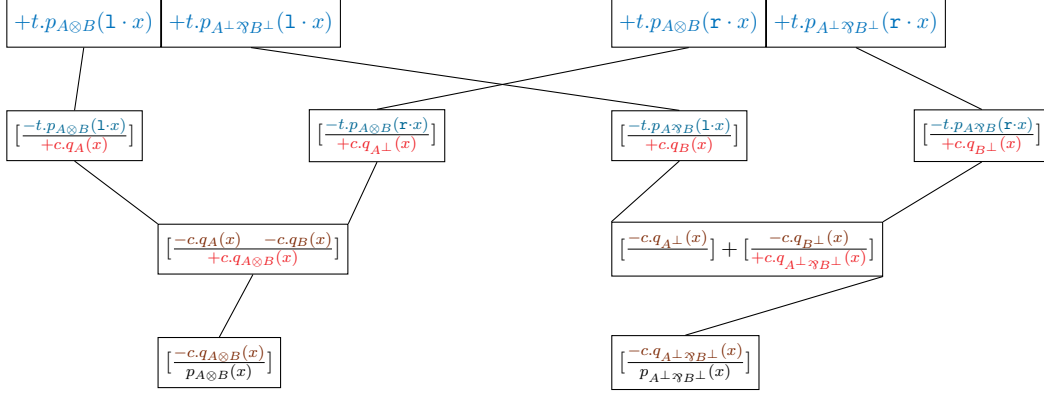 +t.p_{A⊗B}(l · x) +t.p_{A⊥⅋B⊥}(l · x) +t.p_{A⊗B}(r · x) +t.p_{A⊥⅋B⊥}(r · x)
[ −t.p_{A⊗B}(l·x) / +c.q_A(x) ] [ −t.p_{A⊗B}(r·x) / +c.q_{A⊥}(x) ] [ −t.p_{A⅋B}(l·x) / +c.q_B(x) ] [ −t.p_{A⅋B}(r·x) / +c.q_{B⊥}(x) ]
[ −c.q_A(x) −c.q_B(x) / +c.q_{A⊗B}(x) ] [ −c.q_{A⊥}(x) / ] + [ −c.q_{B⊥}(x) / +c.q_{A⊥⅋B⊥}(x) ]
[ −c.q_{A⊗B}(x) / p_{A⊗B}(x) ] [ −c.q_{A⊥⅋B⊥}(x) / p_{A⊥⅋B⊥}(x) ]